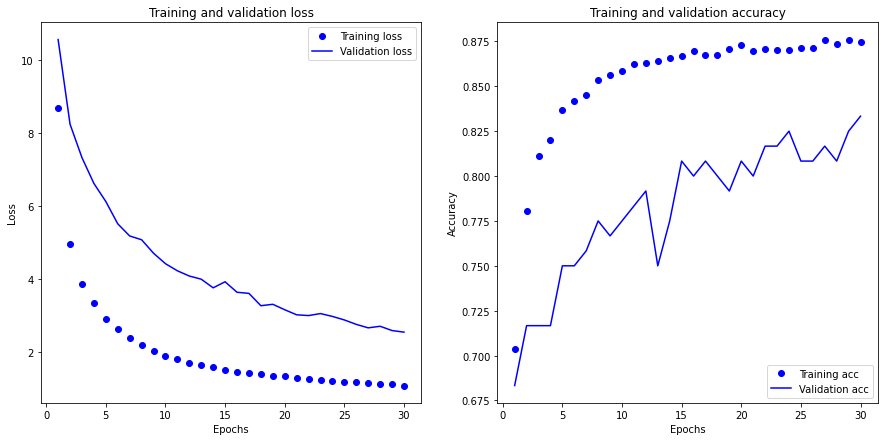 Training and validation loss
Training loss
Validation loss
10
8
6
4
2
Loss
0
5
10
15
20
25
30
Epochs
Training and validation accuracy
0.875
0.850
0.825
0.800
0.775
0.750
0.725
0.700
0.675
Accuracy
Training acc
Validation acc
0
5
10
15
20
25
30
Epochs